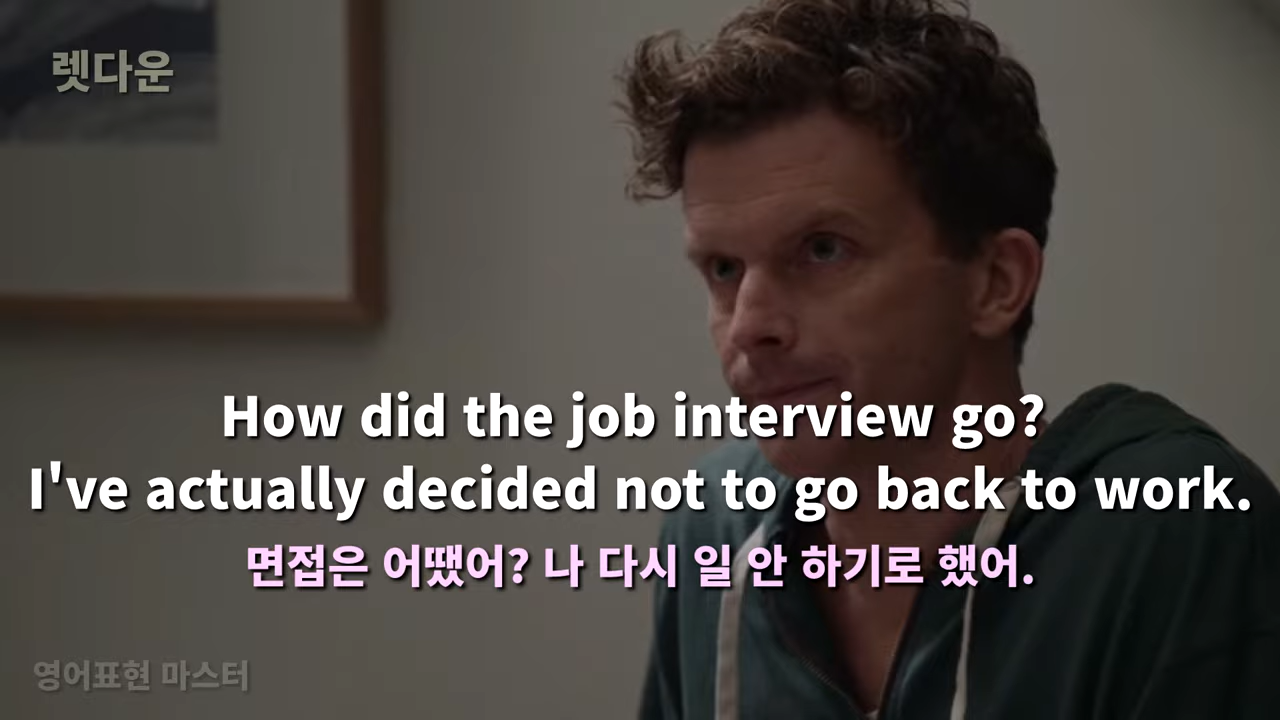 렛다운
How did the job interview go?
I've actually decided not to go back to work.
면접은 어땠어? 나 다시 일 안 하기로 했어.
영어표현 마스터